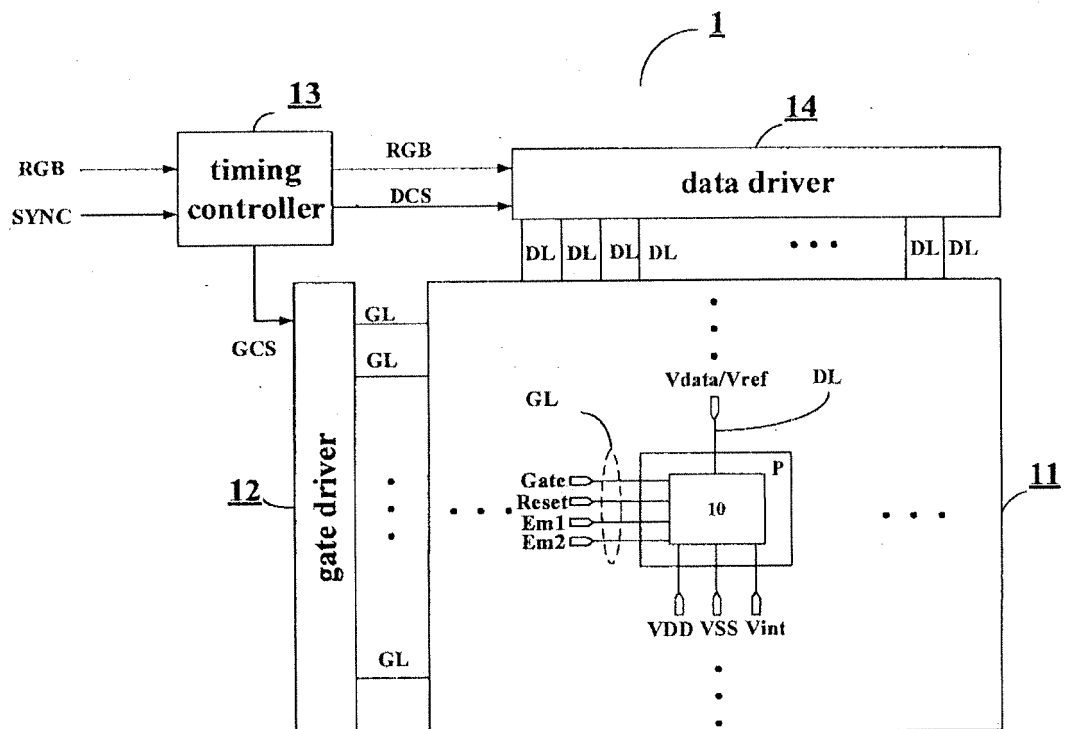 1
13
14
RGB
timing
controller
RGB
data driver
SYNC
DCS
DL DL DL DL DL DL
GCS
GL
GL
Vdata/Vref
DL
GL
P
Gate
Reset
10
Em1
Em2
12
11
gate driver
VDD VSS Vint
GL